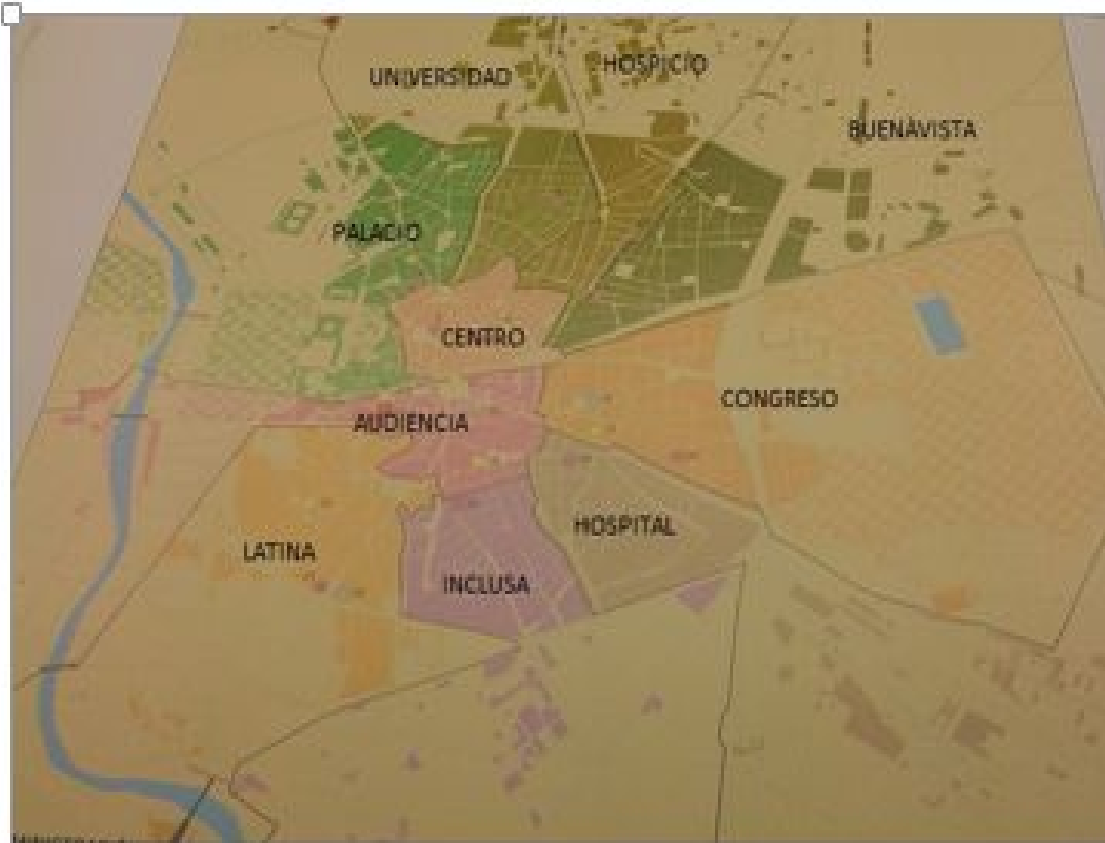 UNIVERSIDAD
HOSPICIO
BUENAVISTA
PALACIO
CENTRO
CONGRESO
AUDIENCIA
HOSPITAL
LATINA
INCLUSA